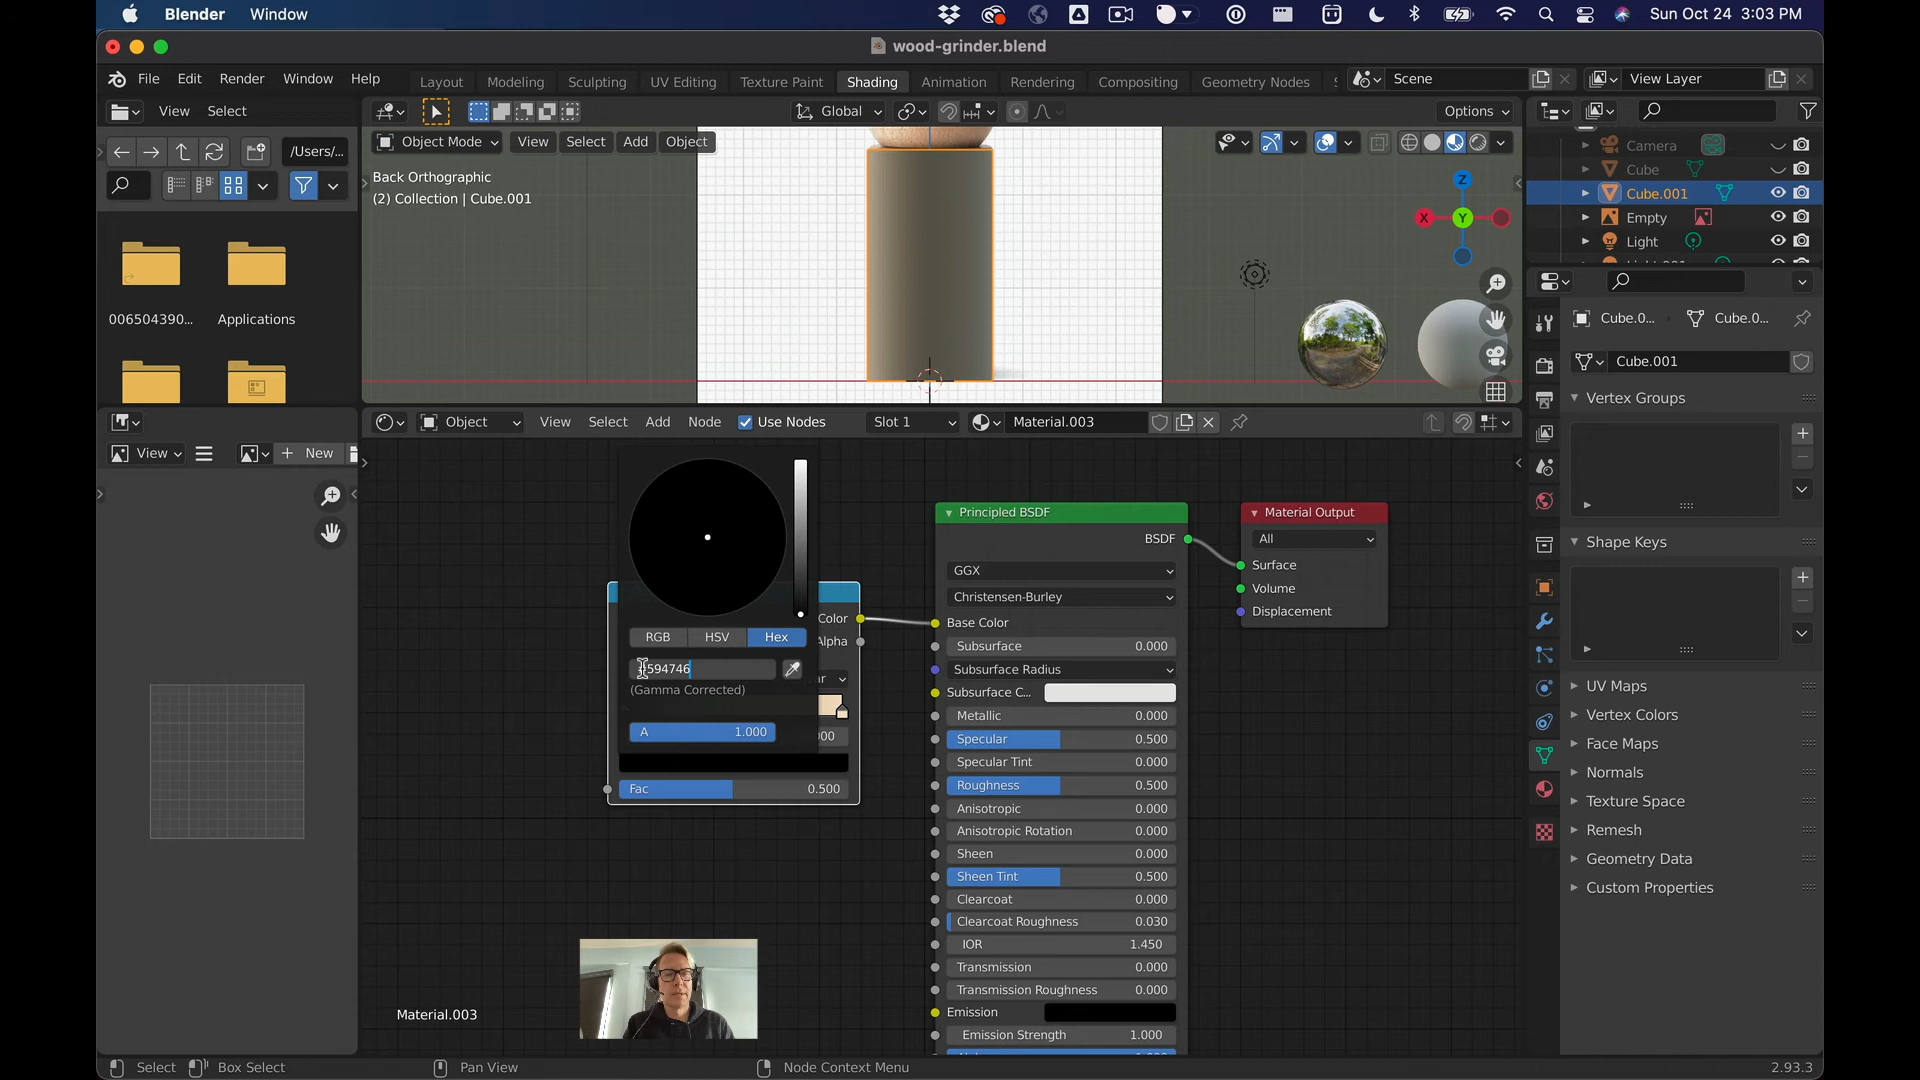 Blender Window Sun Oct 24 3:03 PM
wood-grinder.blend
File Edit Render Window Help Layout Modeling Sculpting UV Editing Texture Paint Shading Animation Rendering Compositing Geometry Nodes Scene View Layer
View Select Global Options
/Users/... Object Mode View Select Add Object Camera
Back Orthographic
(2) Collection | Cube.001
Cube
Cube.001
Empty
Light
X Y Z
006504390... Applications
Cube.0... Cube.0...
Cube.001
Vertex Groups
Object View Select Add Node Use Nodes Slot 1 Material.003
View New
Principled BSDF
BSDF
GGX
Christensen-Burley
Base Color
Subsurface 0.000
Subsurface Radius
Subsurface C...
Metallic 0.000
Specular 0.500
Specular Tint 0.000
Roughness 0.500
Anisotropic 0.000
Anisotropic Rotation 0.000
Sheen 0.000
Sheen Tint 0.500
Clearcoat 0.000
Clearcoat Roughness 0.030
IOR 1.450
Transmission 0.000
Transmission Roughness 0.000
Emission
Emission Strength 1.000
Material Output
All
Surface
Volume
Displacement
Color
Alpha
RGB HSV Hex
594746
(Gamma Corrected)
A 1.000
Fac 0.500
Shape Keys
UV Maps
Vertex Colors
Face Maps
Normals
Texture Space
Remesh
Geometry Data
Custom Properties
Material.003
Select Box Select Pan View Node Context Menu 2.93.3